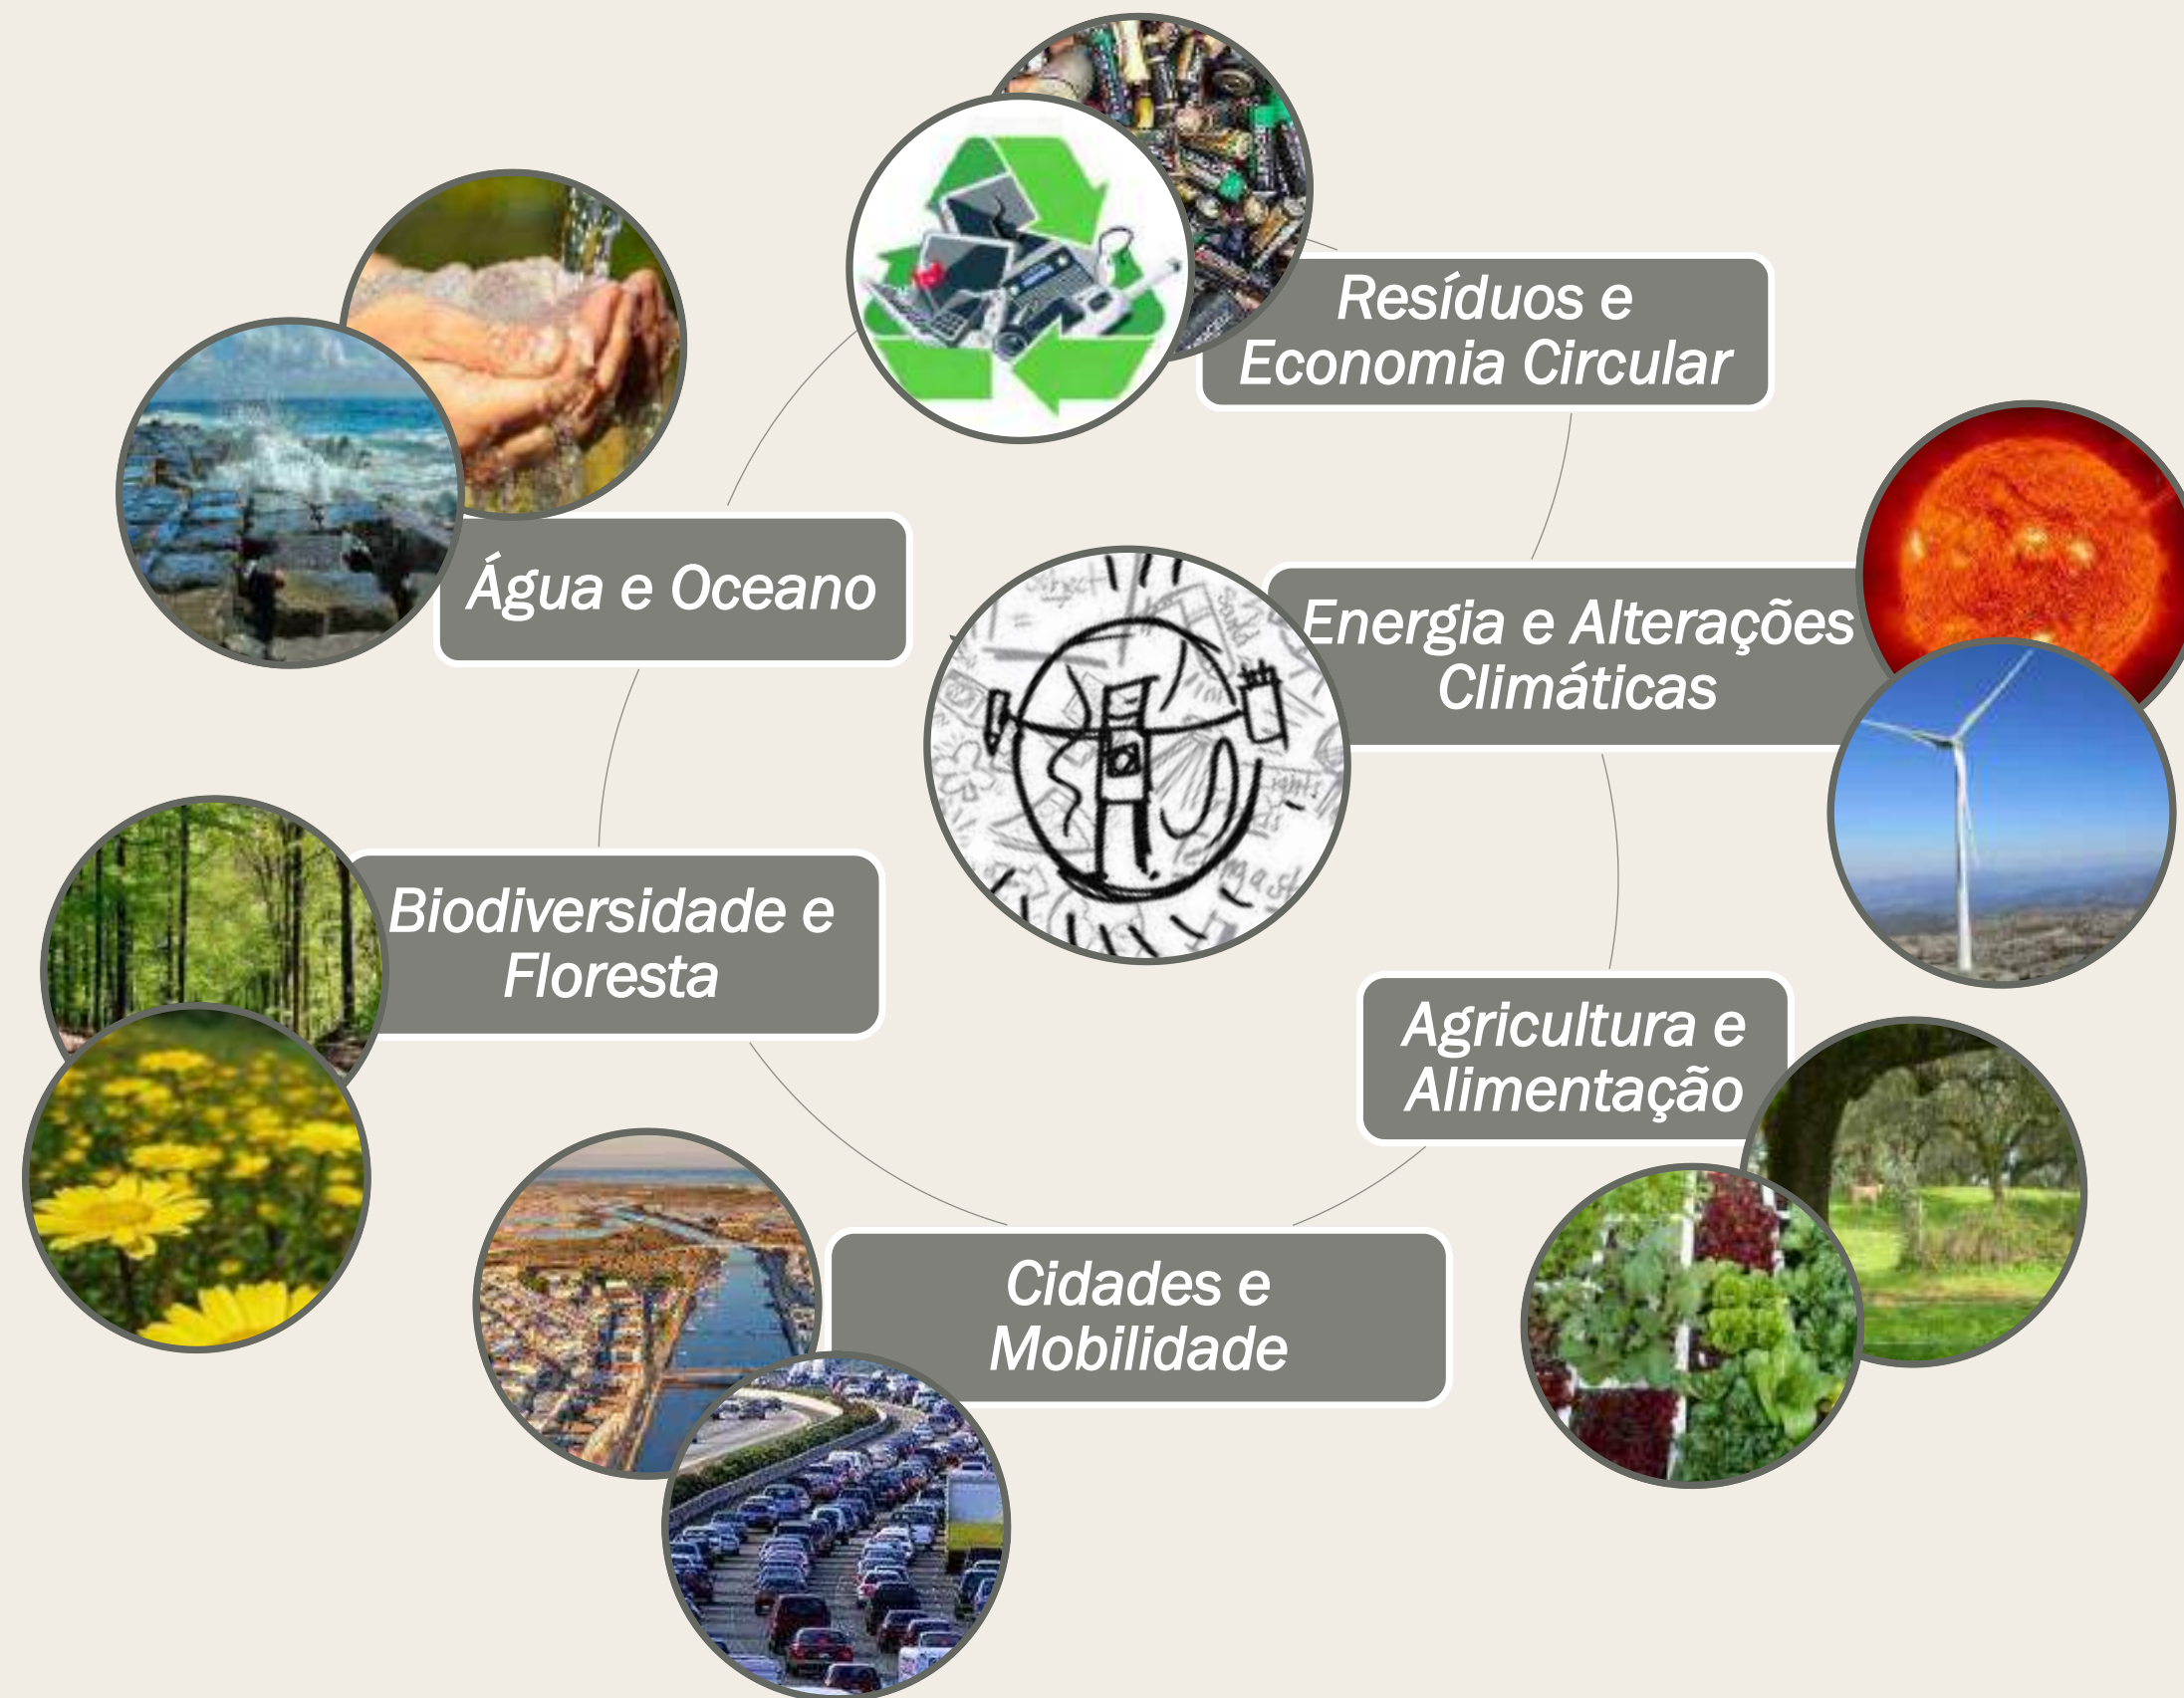 Resíduos e
Economia Circular
Água e Oceano
Energia e Alterações
Climáticas
Biodiversidade e
Floresta
Agricultura e
Alimentação
Cidades e
Mobilidade